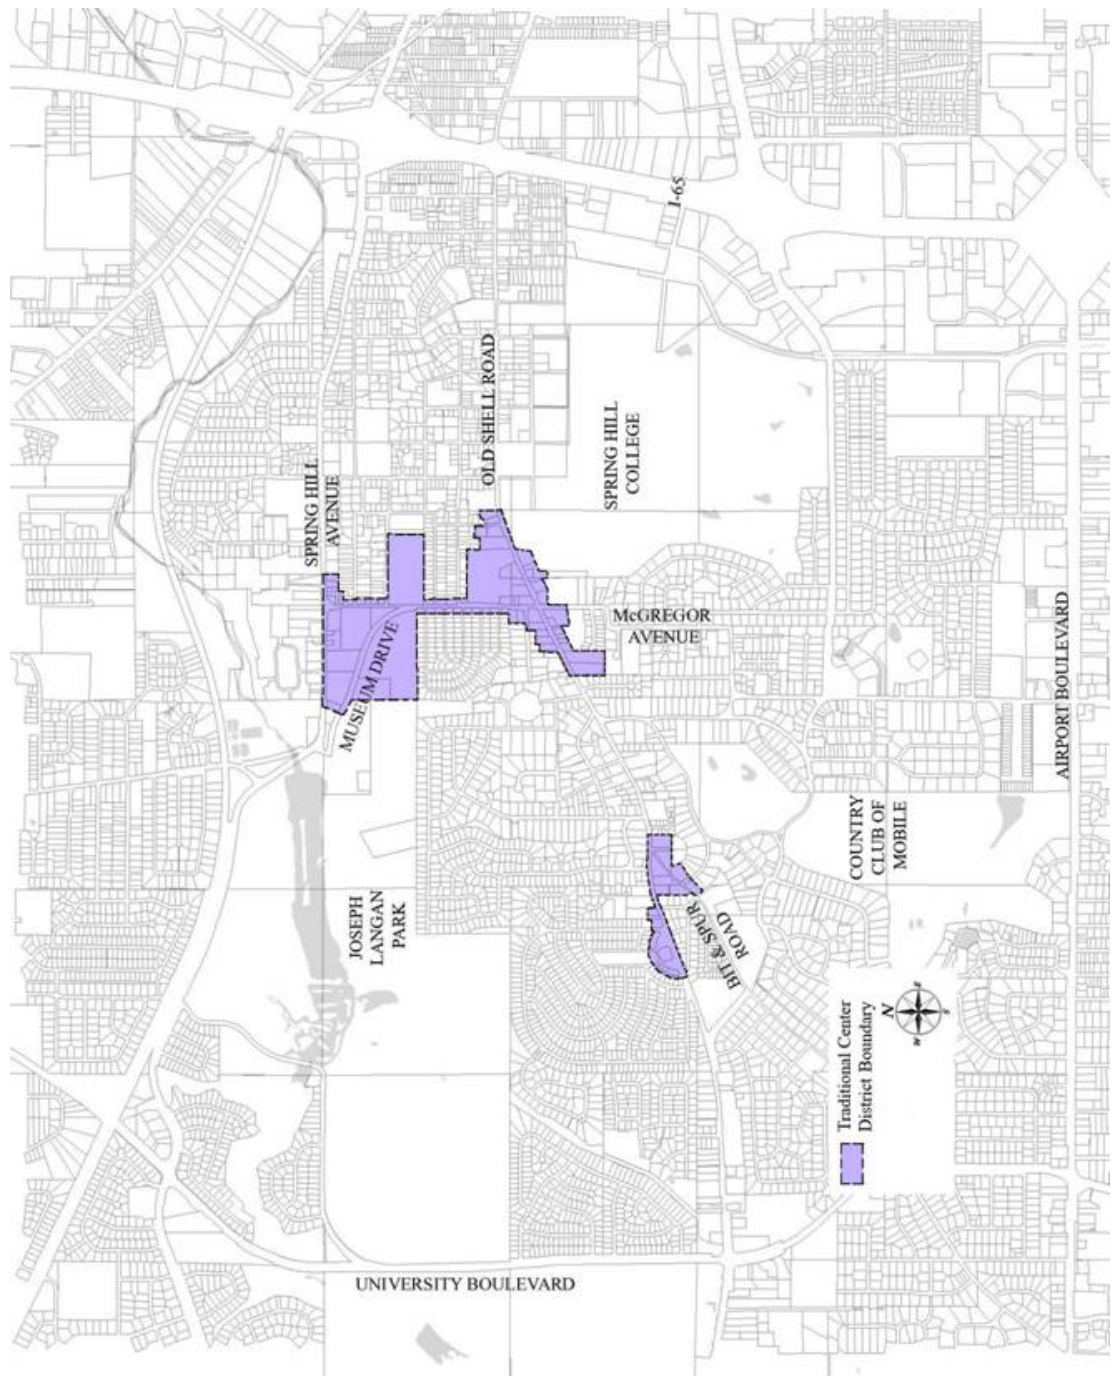 I-65
OLD SHELL ROAD
SPRING HILL
COLLEGE
SPRING HILL
AVENUE
McGREGOR
AVENUE
MUSEUM DRIVE
AIRPORT BOULEVARD
COUNTRY
CLUB OF
MOBILE
JOSEPH
LANGAN
PARK
BIT & SPUR
ROAD
N
E
S
W
Traditional Center
District Boundary
UNIVERSITY BOULEVARD